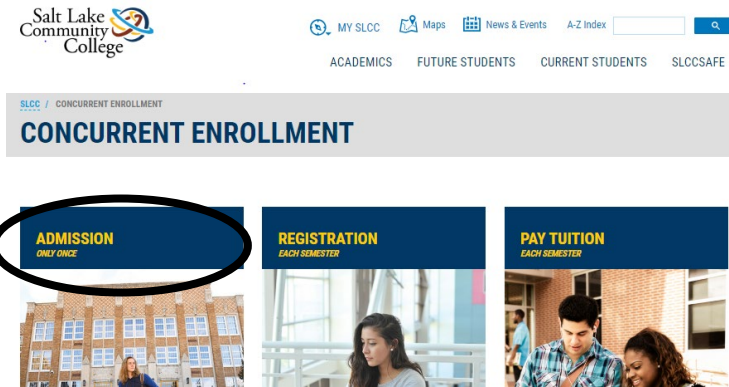 Salt Lake
Community
College
MY SLCC Maps News & Events A-Z Index
ACADEMICS FUTURE STUDENTS CURRENT STUDENTS SLCCSAFE
SLCC / CONCURRENT ENROLLMENT
CONCURRENT ENROLLMENT
ADMISSION
ONLY ONCE
REGISTRATION
EACH SEMESTER
PAY TUITION
EACH SEMESTER